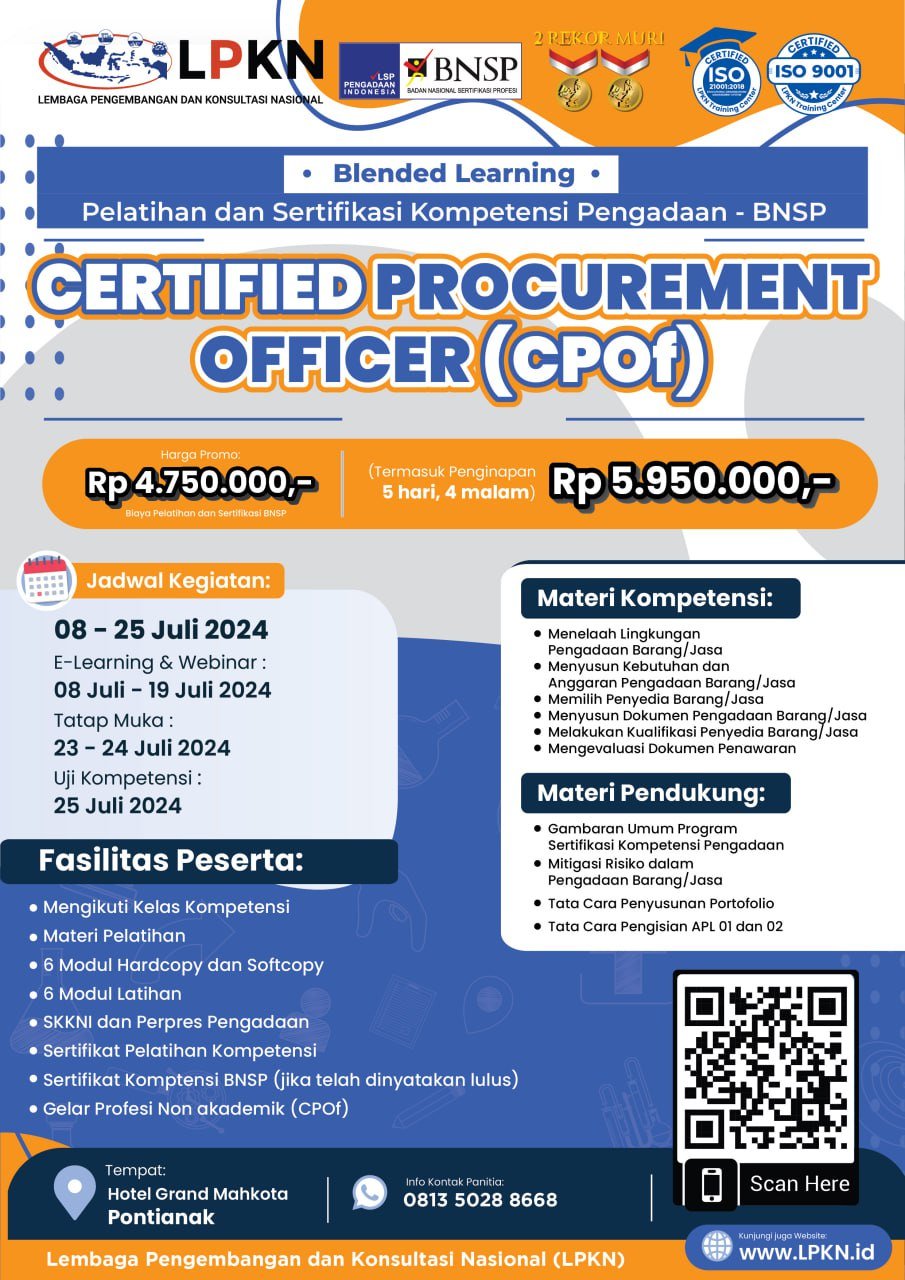 LPKN
LEMBAGA PENGEMBANGAN DAN KONSULTASI NASIONAL
LSP
PENGADAAN
INDONESIA
BNSP
BADAN NASIONAL SERTIFIKASI PROFESI
2 REKOR MURI
CERTIFIED
ISO
21001:2018
LPKN Training Center
CERTIFIED
ISO 9001
LPKN Training Center
• Blended Learning •
Pelatihan dan Sertifikasi Kompetensi Pengadaan - BNSP
CERTIFIED PROCUREMENT
OFFICER (CPOf)
Harga Promo:
Rp 4.750.000,-
Biaya Pelatihan dan Sertifikasi BNSP
(Termasuk Penginapan
5 hari, 4 malam)
Rp 5.950.000,-
Jadwal Kegiatan:
08 - 25 Juli 2024
E-Learning & Webinar :
08 Juli - 19 Juli 2024
Tatap Muka :
23 - 24 Juli 2024
Uji Kompetensi :
25 Juli 2024
Fasilitas Peserta:
• Mengikuti Kelas Kompetensi
• Materi Pelatihan
• 6 Modul Hardcopy dan Softcopy
• 6 Modul Latihan
• SKKNI dan Perpres Pengadaan
• Sertifikat Pelatihan Kompetensi
• Sertifikat Komptensi BNSP (jika telah dinyatakan lulus)
• Gelar Profesi Non akademik (CPOf)
Materi Kompetensi:
• Menelaah Lingkungan
Pengadaan Barang/Jasa
• Menyusun Kebutuhan dan
Anggaran Pengadaan Barang/Jasa
• Memilih Penyedia Barang/Jasa
• Menyusun Dokumen Pengadaan Barang/Jasa
• Melakukan Kualifikasi Penyedia Barang/Jasa
• Mengevaluasi Dokumen Penawaran
Materi Pendukung:
• Gambaran Umum Program
Sertifikasi Kompetensi Pengadaan
• Mitigasi Risiko dalam
Pengadaan Barang/Jasa
• Tata Cara Penyusunan Portofolio
• Tata Cara Pengisian APL 01 dan 02
Scan Here
Tempat:
Hotel Grand Mahkota
Pontianak
Info Kontak Panitia:
0813 5028 8668
Lembaga Pengembangan dan Konsultasi Nasional (LPKN)
Kunjungi juga Website:
www.LPKN.id